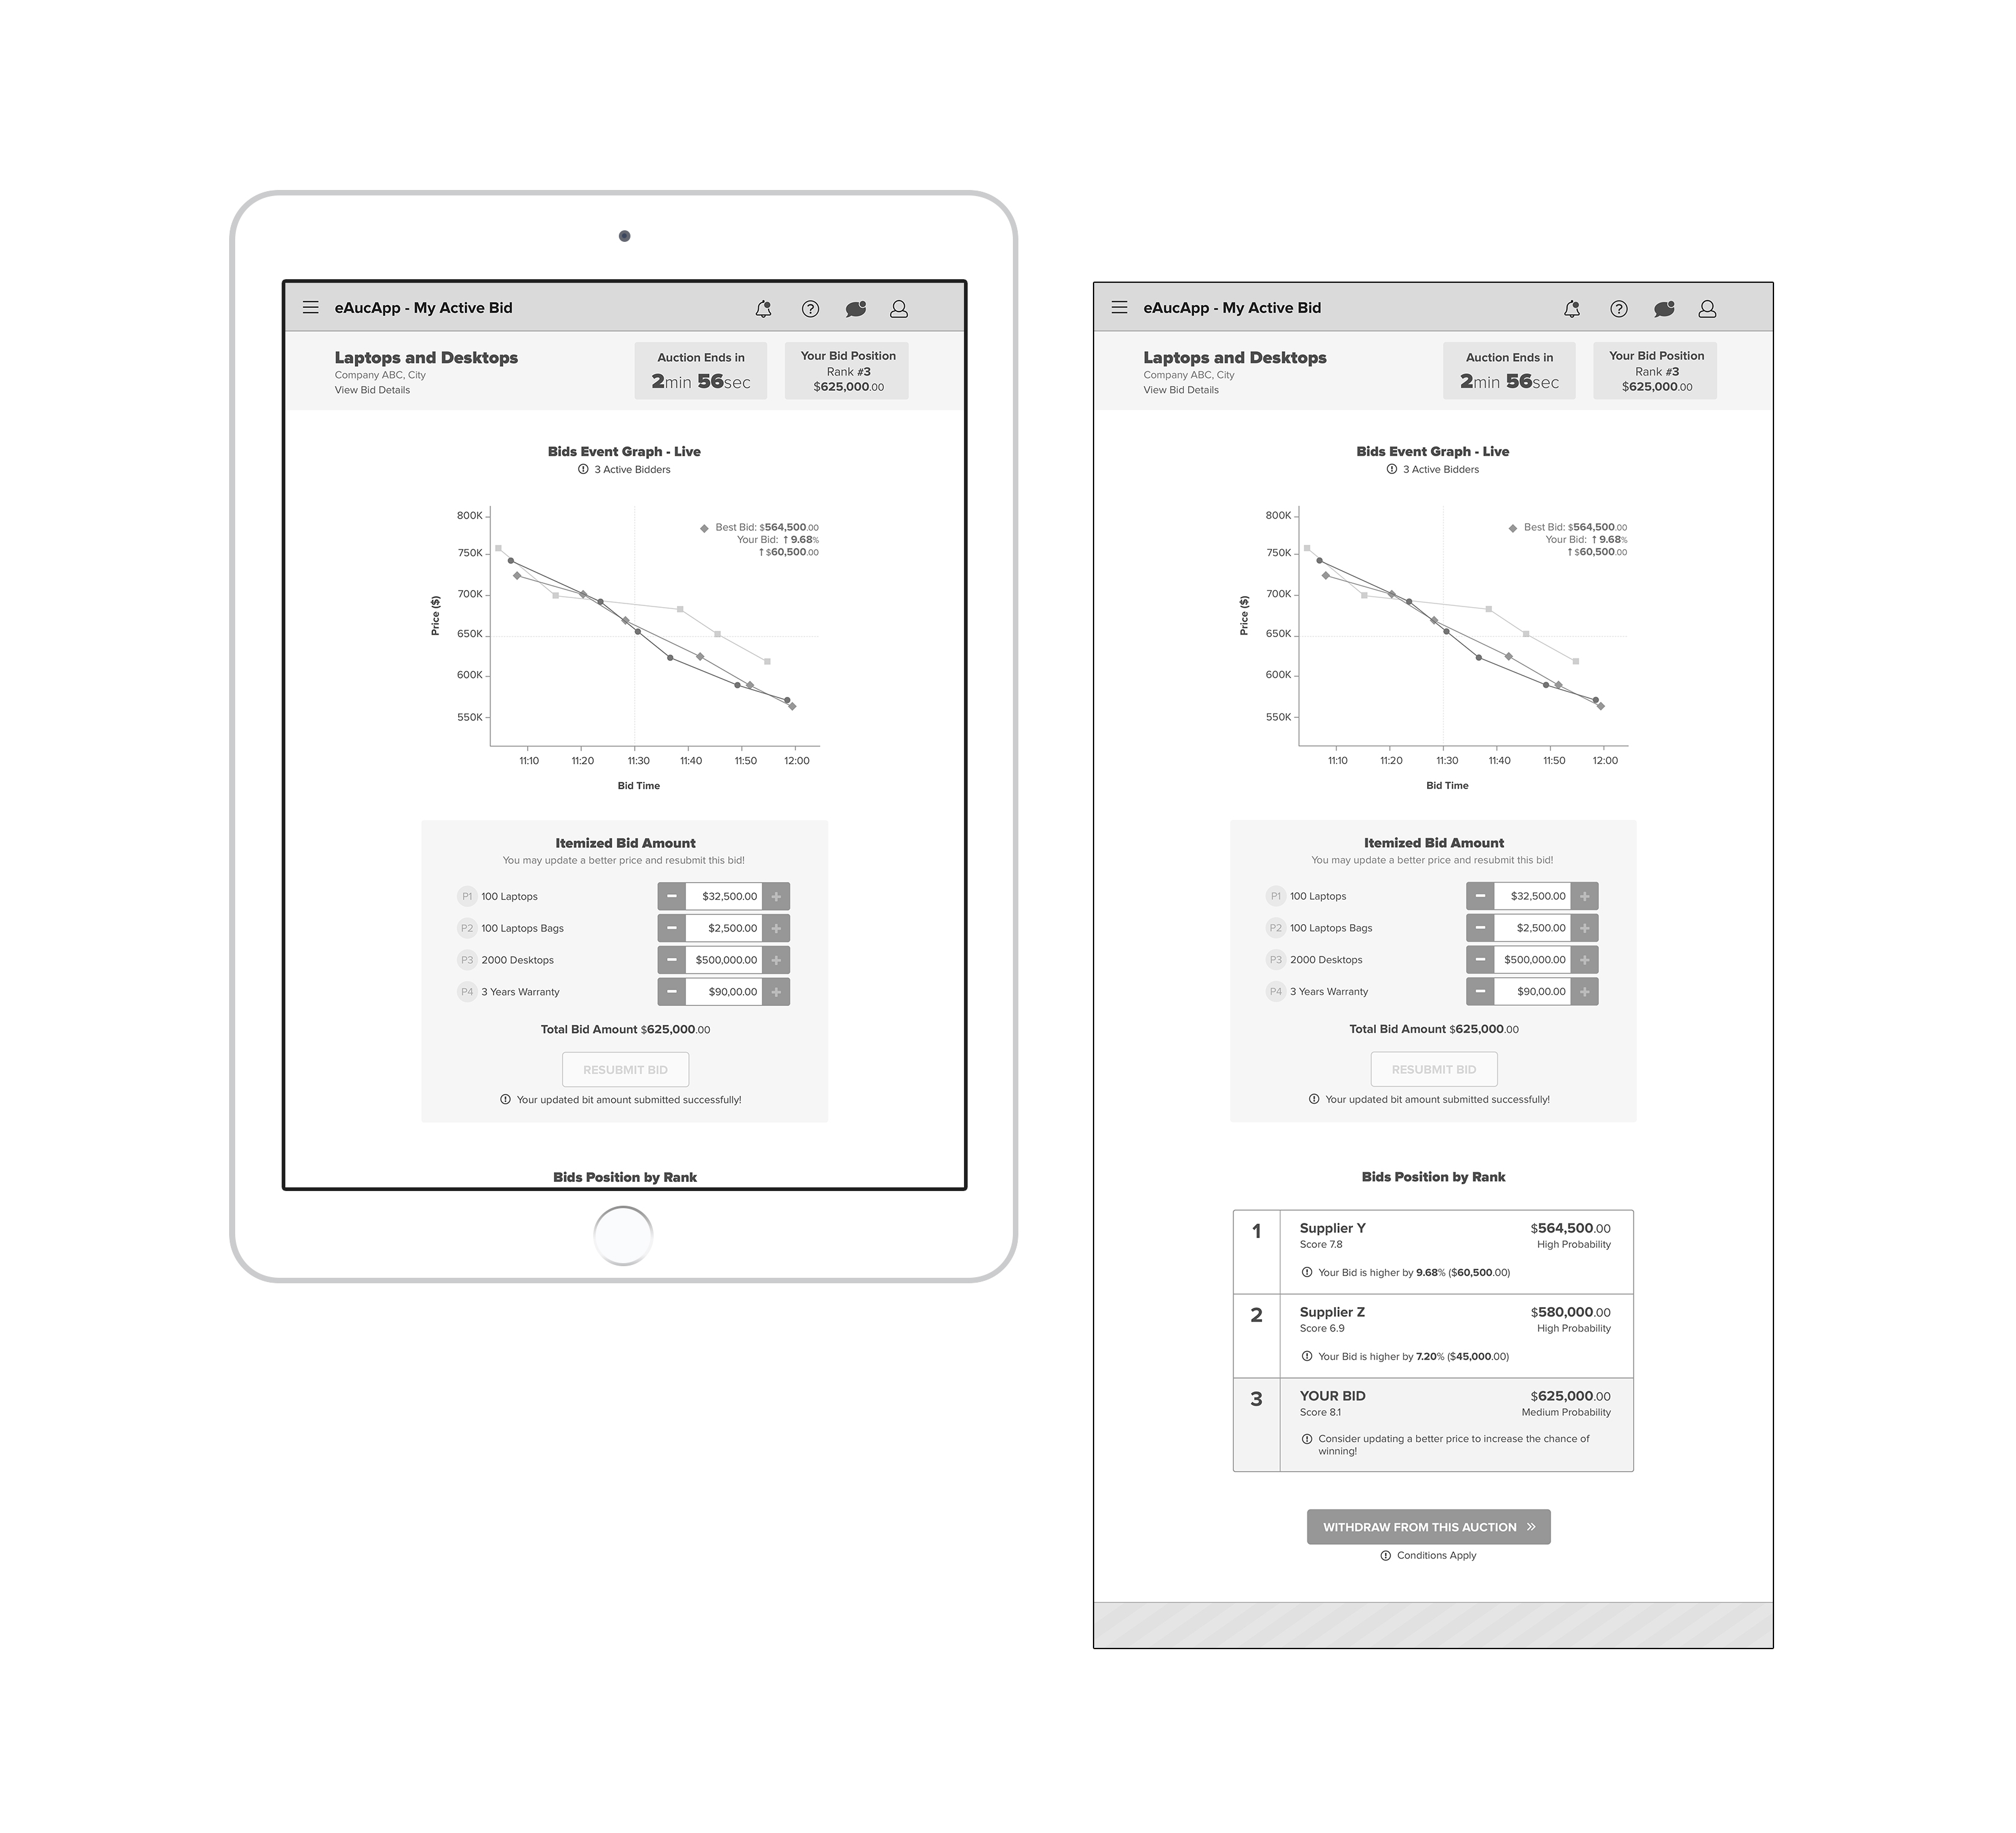 eAucApp - My Active Bid
Laptops and Desktops
Company ABC, City
View Bid Details
Auction Ends in
2min 56sec
Your Bid Position
Rank #3
$625,000.00
Bids Event Graph - Live
3 Active Bidders
Best Bid: $564,500.00
Your Bid: ↑ 9.68%
↑ $60,500.00
Price ($)
800K
750K
700K
650K
600K
550K
11:10 11:20 11:30 11:40 11:50 12:00
Bid Time
Itemized Bid Amount
You may update a better price and resubmit this bid!
P1 100 Laptops $32,500.00
P2 100 Laptops Bags $2,500.00
P3 2000 Desktops $500,000.00
P4 3 Years Warranty $90,00.00
Total Bid Amount $625,000.00
RESUBMIT BID
Your updated bit amount submitted successfully!
Bids Position by Rank
eAucApp - My Active Bid
Laptops and Desktops
Company ABC, City
View Bid Details
Auction Ends in
2min 56sec
Your Bid Position
Rank #3
$625,000.00
Bids Event Graph - Live
3 Active Bidders
Best Bid: $564,500.00
Your Bid: ↑ 9.68%
↑ $60,500.00
Price ($)
800K
750K
700K
650K
600K
550K
11:10 11:20 11:30 11:40 11:50 12:00
Bid Time
Itemized Bid Amount
You may update a better price and resubmit this bid!
P1 100 Laptops $32,500.00
P2 100 Laptops Bags $2,500.00
P3 2000 Desktops $500,000.00
P4 3 Years Warranty $90,00.00
Total Bid Amount $625,000.00
RESUBMIT BID
Your updated bit amount submitted successfully!
Bids Position by Rank
1 Supplier Y $564,500.00
Score 7.8 High Probability
Your Bid is higher by 9.68% ($60,500.00)
2 Supplier Z $580,000.00
Score 6.9 High Probability
Your Bid is higher by 7.20% ($45,000.00)
3 YOUR BID $625,000.00
Score 8.1 Medium Probability
Consider updating a better price to increase the chance of
winning!
WITHDRAW FROM THIS AUCTION »
Conditions Apply